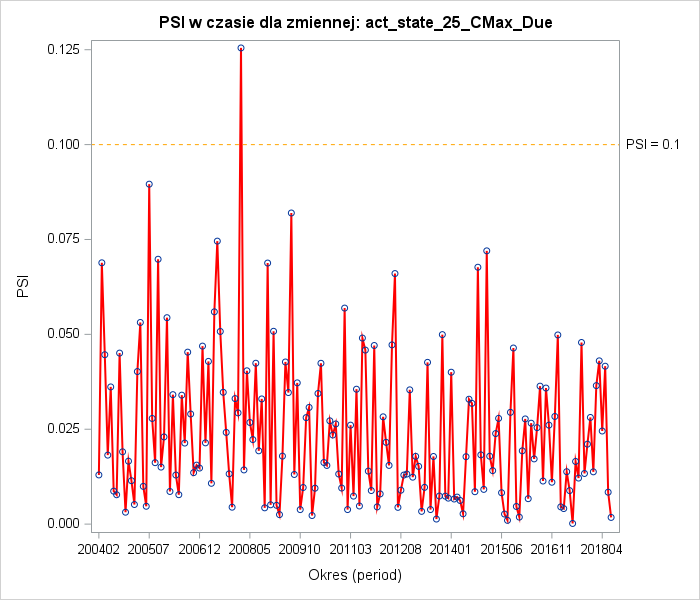 PSI w czasie dla zmiennej: act_state_25_CMax_Due
0.125
0.100
0.075
0.050
0.025
0.000
PSI
PSI = 0.1
200402 200507 200612 200805 200910 201103 201208 201401 201506 201611 201804
Okres (period)